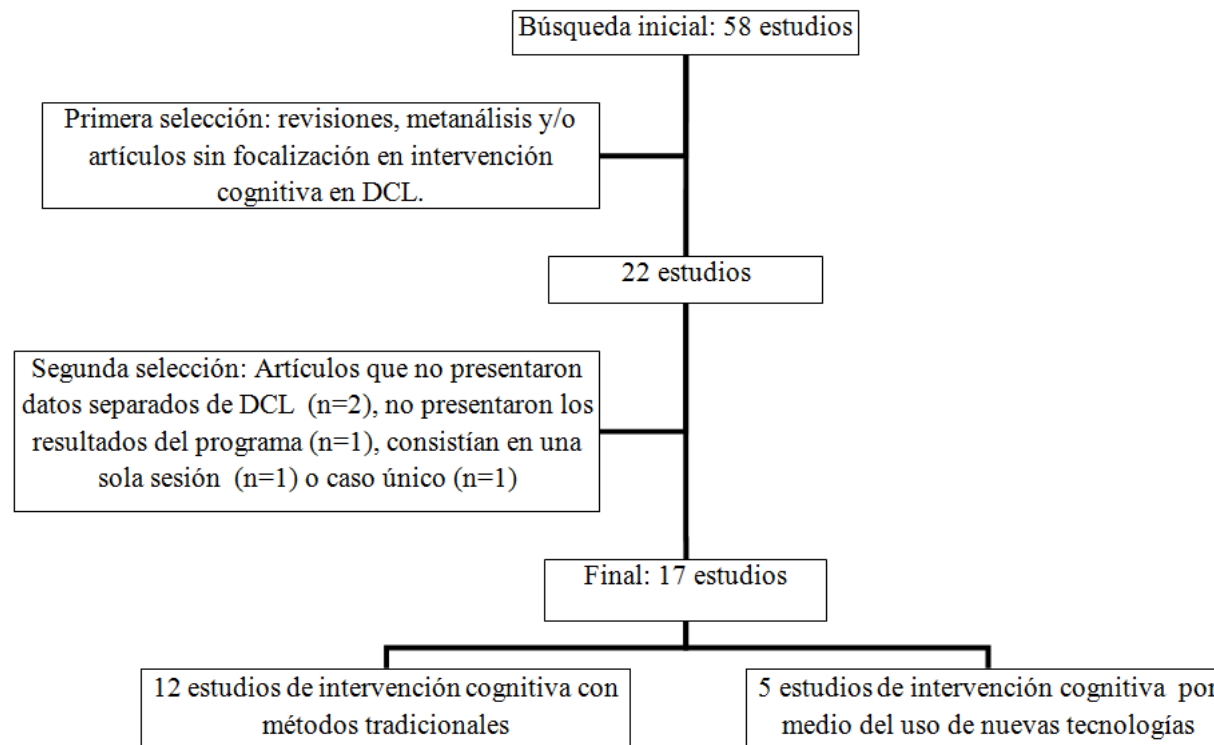 Búsqueda inicial: 58 estudios
Primera selección: revisiones, metanálisis y/o
artículos sin focalización en intervención
cognitiva en DCL.
22 estudios
Segunda selección: Artículos que no presentaron
datos separados de DCL (n=2), no presentaron los
resultados del programa (n=1), consistían en una
sola sesión (n=1) o caso único (n=1)
Final: 17 estudios
12 estudios de intervención cognitiva con
métodos tradicionales
5 estudios de intervención cognitiva por
medio del uso de nuevas tecnologías